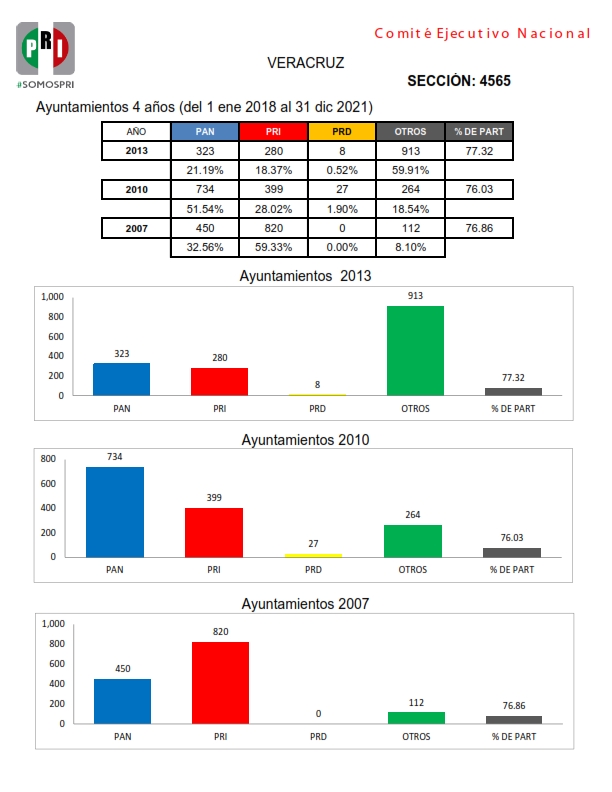 Comité Ejecutivo Nacional
PRI
#SOMOSPRI
VERACRUZ
SECCIÓN: 4565
Ayuntamientos 4 años (del 1 ene 2018 al 31 dic 2021)
AÑO PAN PRI PRD OTROS % DE PART
2013 323 280 8 913 77.32
21.19% 18.37% 0.52% 59.91%
2010 734 399 27 264 76.03
51.54% 28.02% 1.90% 18.54%
2007 450 820 0 112 76.86
32.56% 59.33% 0.00% 8.10%
Ayuntamientos 2013
1,000
800
600
400
200
0
323 280 8 913 77.32
PAN PRI PRD OTROS % DE PART
Ayuntamientos 2010
800
600
400
200
0
734 399 27 264 76.03
PAN PRI PRD OTROS % DE PART
Ayuntamientos 2007
1,000
800
600
400
200
0
450 820 0 112 76.86
PAN PRI PRD OTROS % DE PART